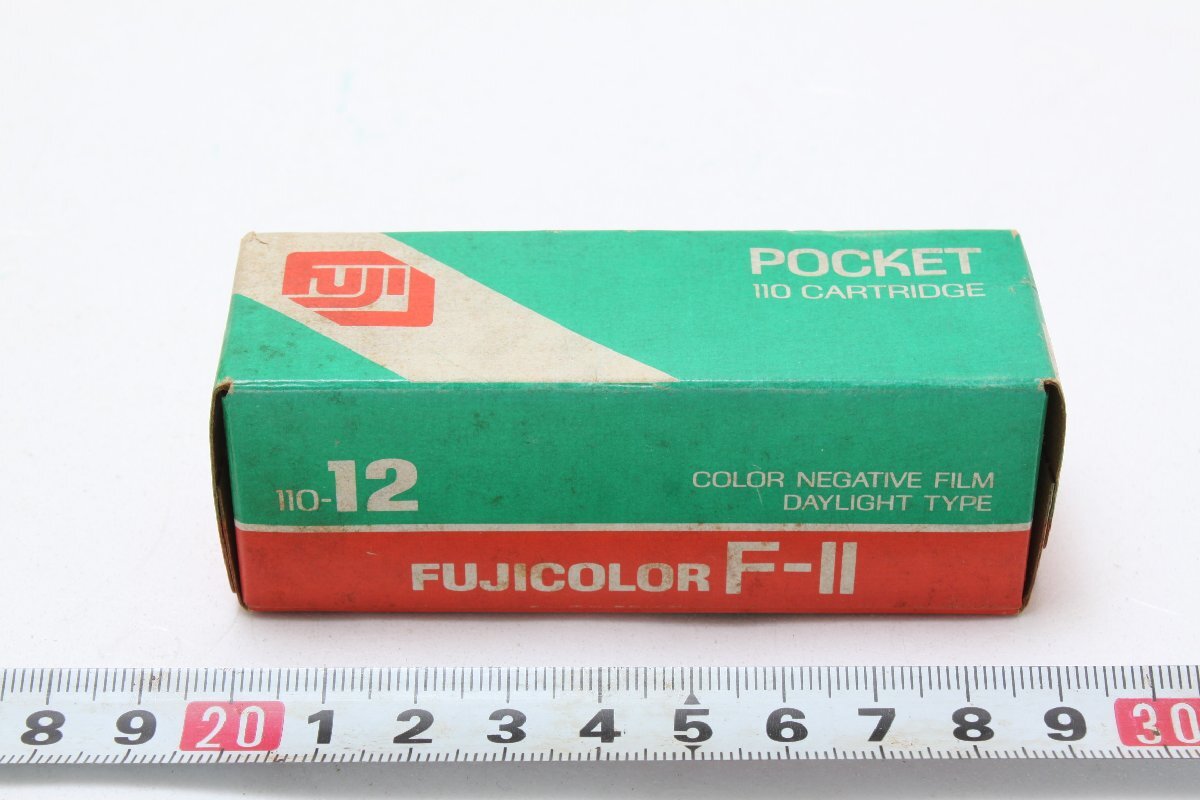 FUJI
POCKET
110 CARTRIDGE
110-12
COLOR NEGATIVE FILM
DAYLIGHT TYPE
FUJICOLOR F-II
8 9 20 1 2 3 4 5 6 7 8 9 30